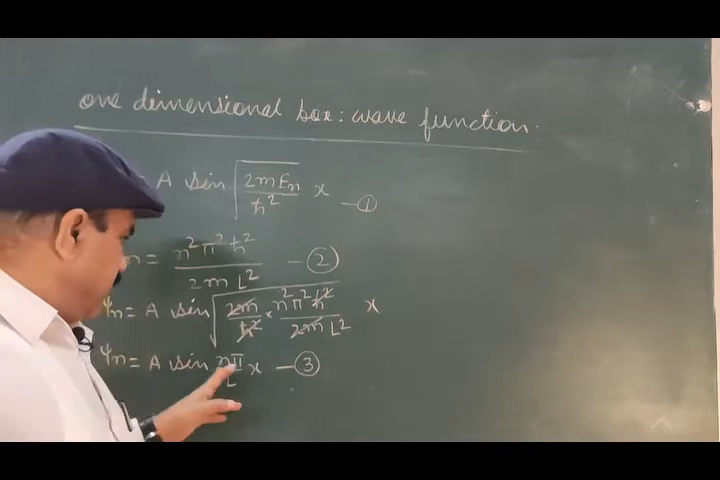 one dimensional box: wave function.
A sin √(2mEn/ħ²) x —①
n = n²π²ħ²/2mL² —②
Ψn = A sin √(2m/ħ² × n²π²ħ²/2mL²) x
Ψn = A sin nπ/L x —③